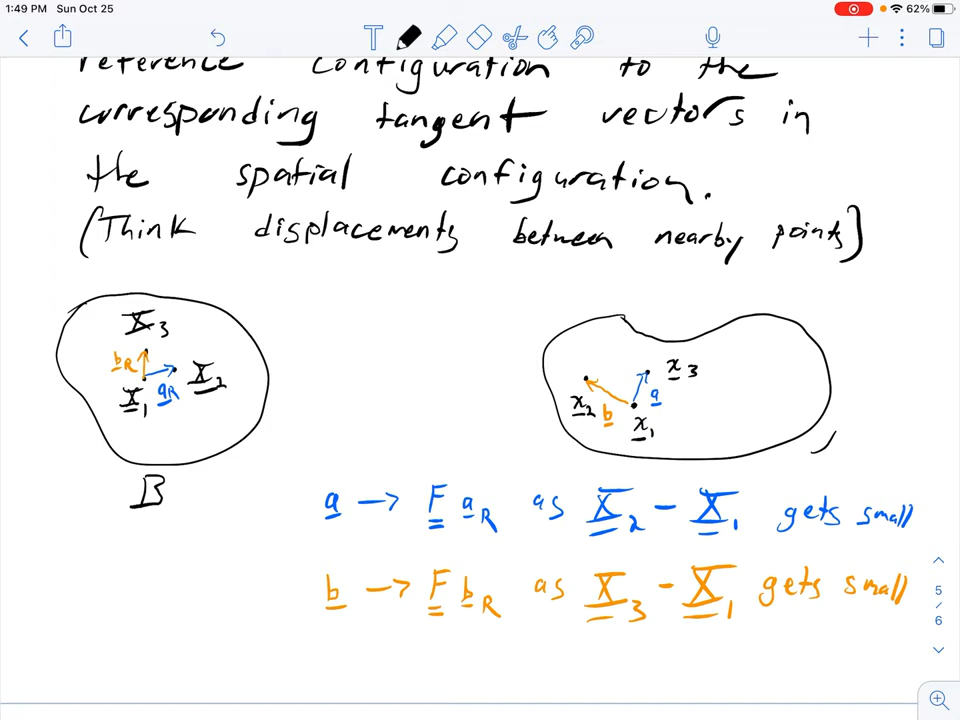 1:49 PM Sun Oct 25
62%
reference configuration to the
corresponding tangent vectors in
the spatial configuration.
(Think displacements between nearby points)
X3
bR
X1
aR
X2
B
x2
b
x1
a
x3
a → F aR as X2 − X1 gets small
b → F bR as X3 − X1 gets small
5
/
6